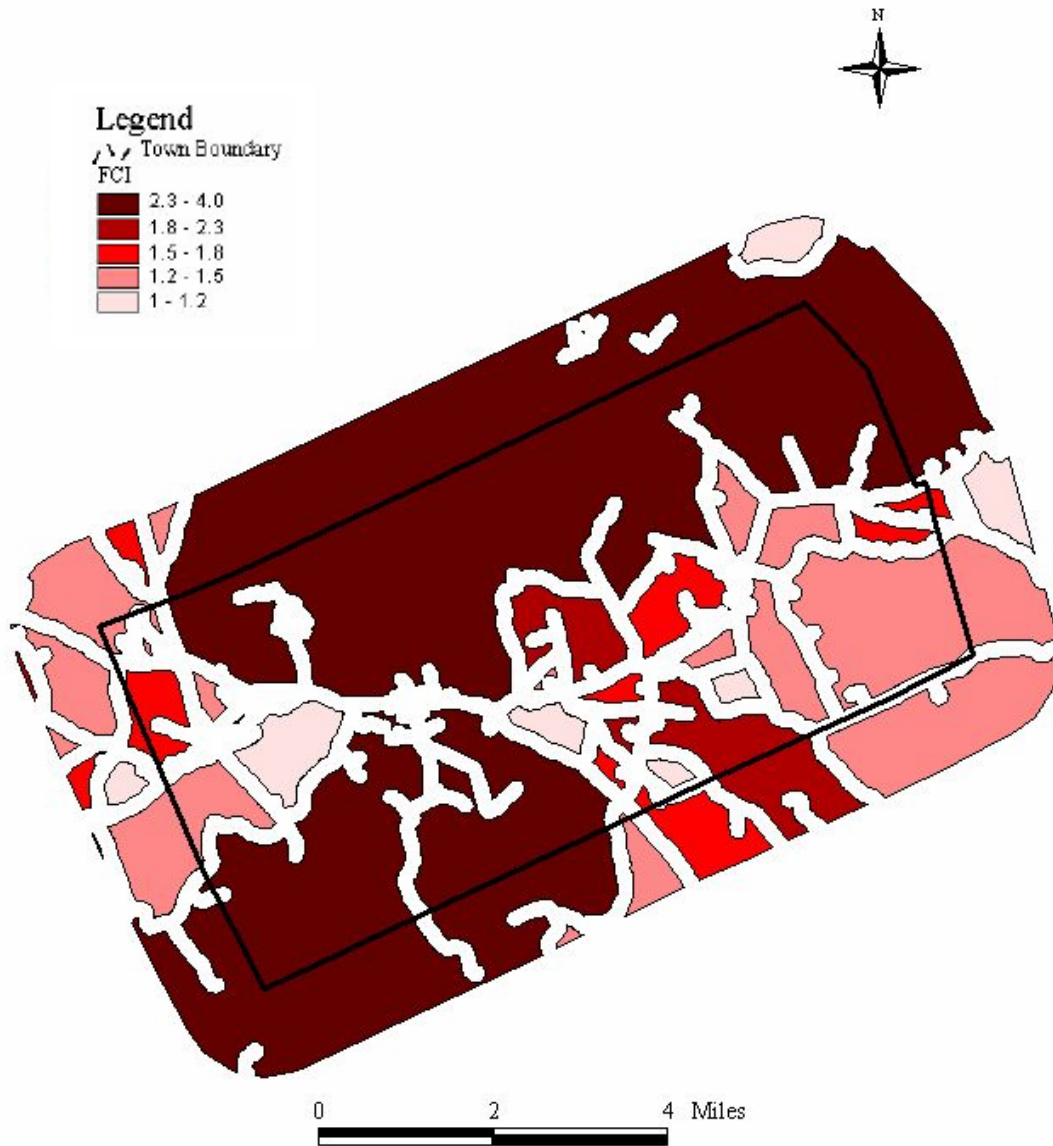 N
Legend
Town Boundary
FCI
2.3 - 4.0
1.8 - 2.3
1.5 - 1.8
1.2 - 1.5
1 - 1.2
0 2 4 Miles